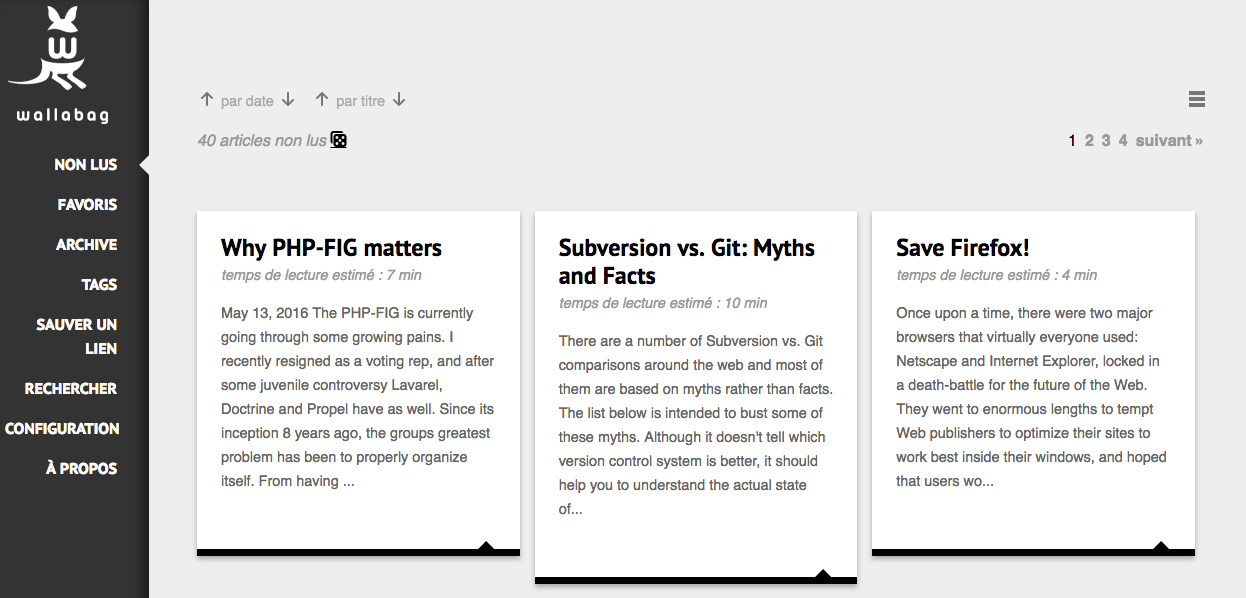 w
wallabag
NON LUS
FAVORIS
ARCHIVE
TAGS
SAUVER UN
LIEN
RECHERCHER
CONFIGURATION
À PROPOS
par date par titre
40 articles non lus
1 2 3 4 suivant »
Why PHP-FIG matters
temps de lecture estimé : 7 min
May 13, 2016 The PHP-FIG is currently
going through some growing pains. I
recently resigned as a voting rep, and after
some juvenile controversy Lavarel,
Doctrine and Propel have as well. Since its
inception 8 years ago, the groups greatest
problem has been to properly organize
itself. From having ...
Subversion vs. Git: Myths
and Facts
temps de lecture estimé : 10 min
There are a number of Subversion vs. Git
comparisons around the web and most of
them are based on myths rather than facts.
The list below is intended to bust some of
these myths. Although it doesn't tell which
version control system is better, it should
help you to understand the actual state
of...
Save Firefox!
temps de lecture estimé : 4 min
Once upon a time, there were two major
browsers that virtually everyone used:
Netscape and Internet Explorer, locked in
a death-battle for the future of the Web.
They went to enormous lengths to tempt
Web publishers to optimize their sites to
work best inside their windows, and hoped
that users wo...